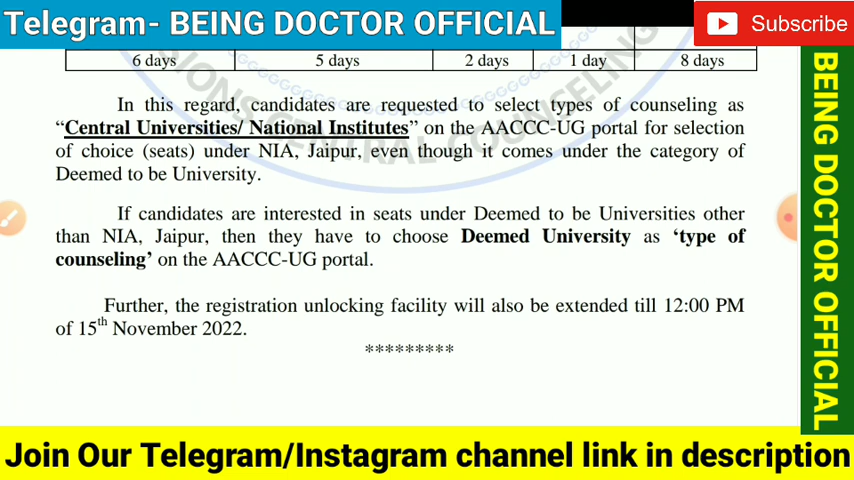 Telegram- BEING DOCTOR OFFICIAL
Subscribe
6 days 5 days 2 days 1 day 8 days
In this regard, candidates are requested to select types of counseling as
“Central Universities/ National Institutes” on the AACCC-UG portal for selection
of choice (seats) under NIA, Jaipur, even though it comes under the category of
Deemed to be University.
If candidates are interested in seats under Deemed to be Universities other
than NIA, Jaipur, then they have to choose Deemed University as ‘type of
counseling’ on the AACCC-UG portal.
Further, the registration unlocking facility will also be extended till 12:00 PM
of 15th November 2022.
*********
BEING DOCTOR OFFICIAL
Join Our Telegram/Instagram channel link in description